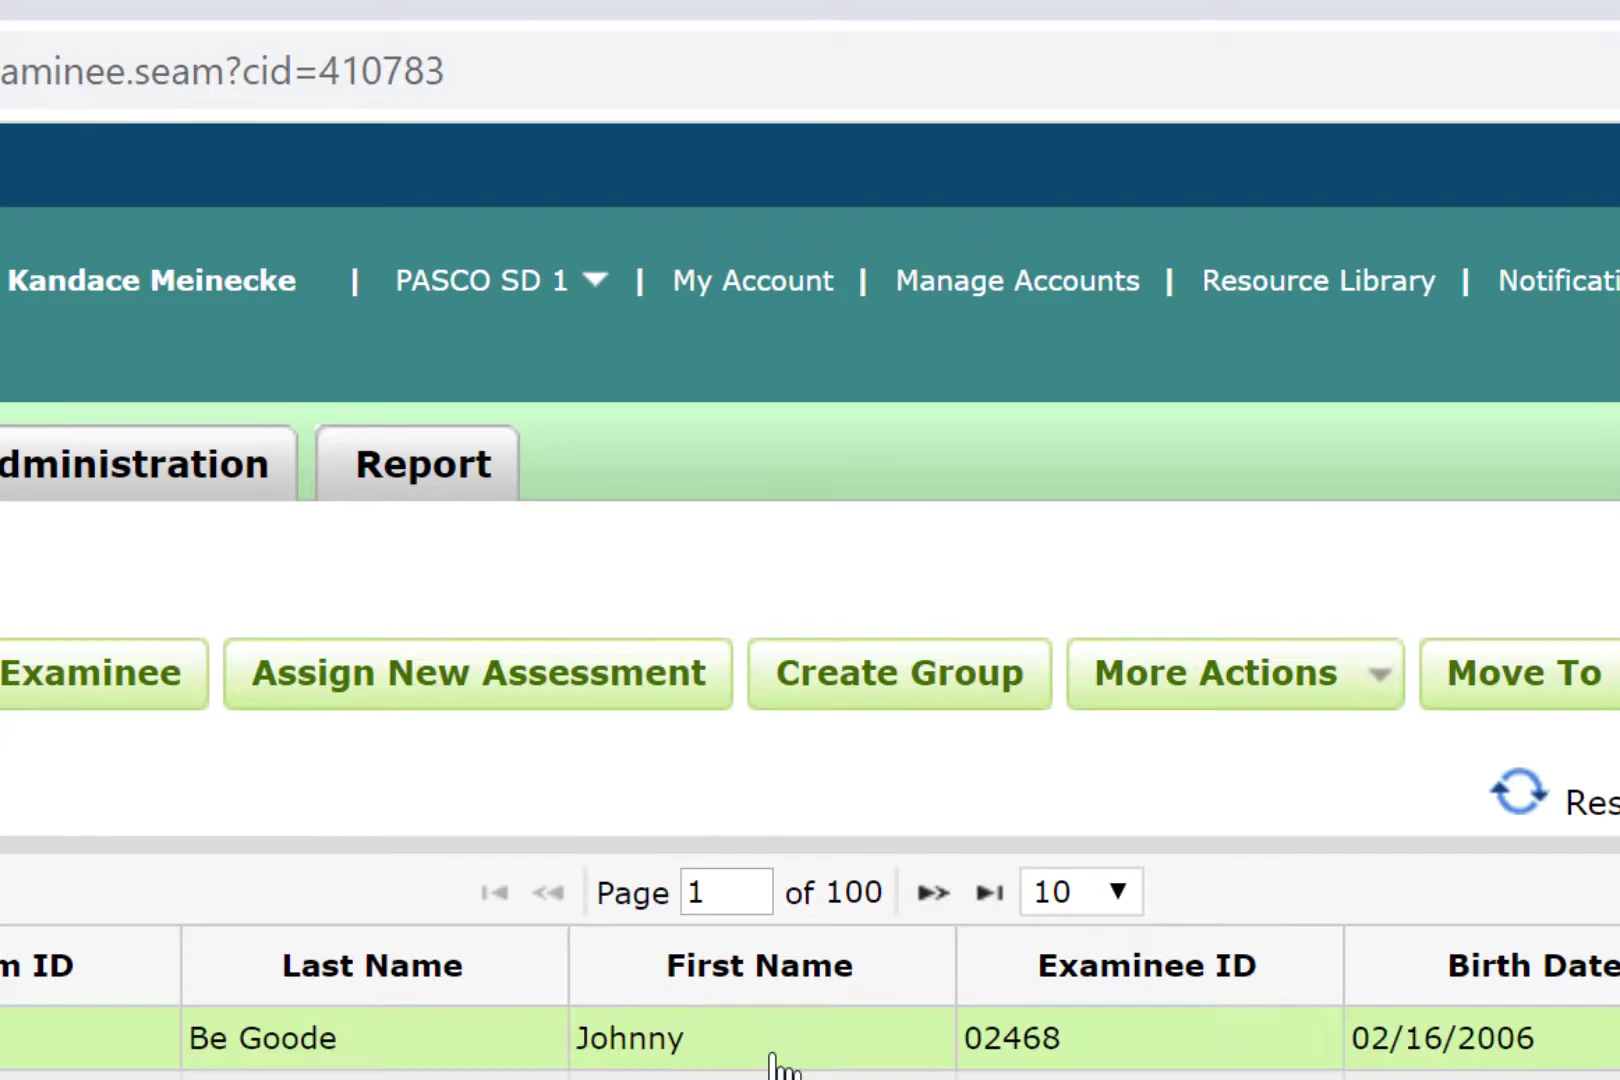 aminee.seam?cid=410783
Kandace Meinecke | PASCO SD 1 | My Account | Manage Accounts | Resource Library | Notificati
dministration Report
Examinee Assign New Assessment Create Group More Actions Move To
Res
Page 1 of 100 10
m ID Last Name First Name Examinee ID Birth Date
Be Goode Johnny 02468 02/16/2006